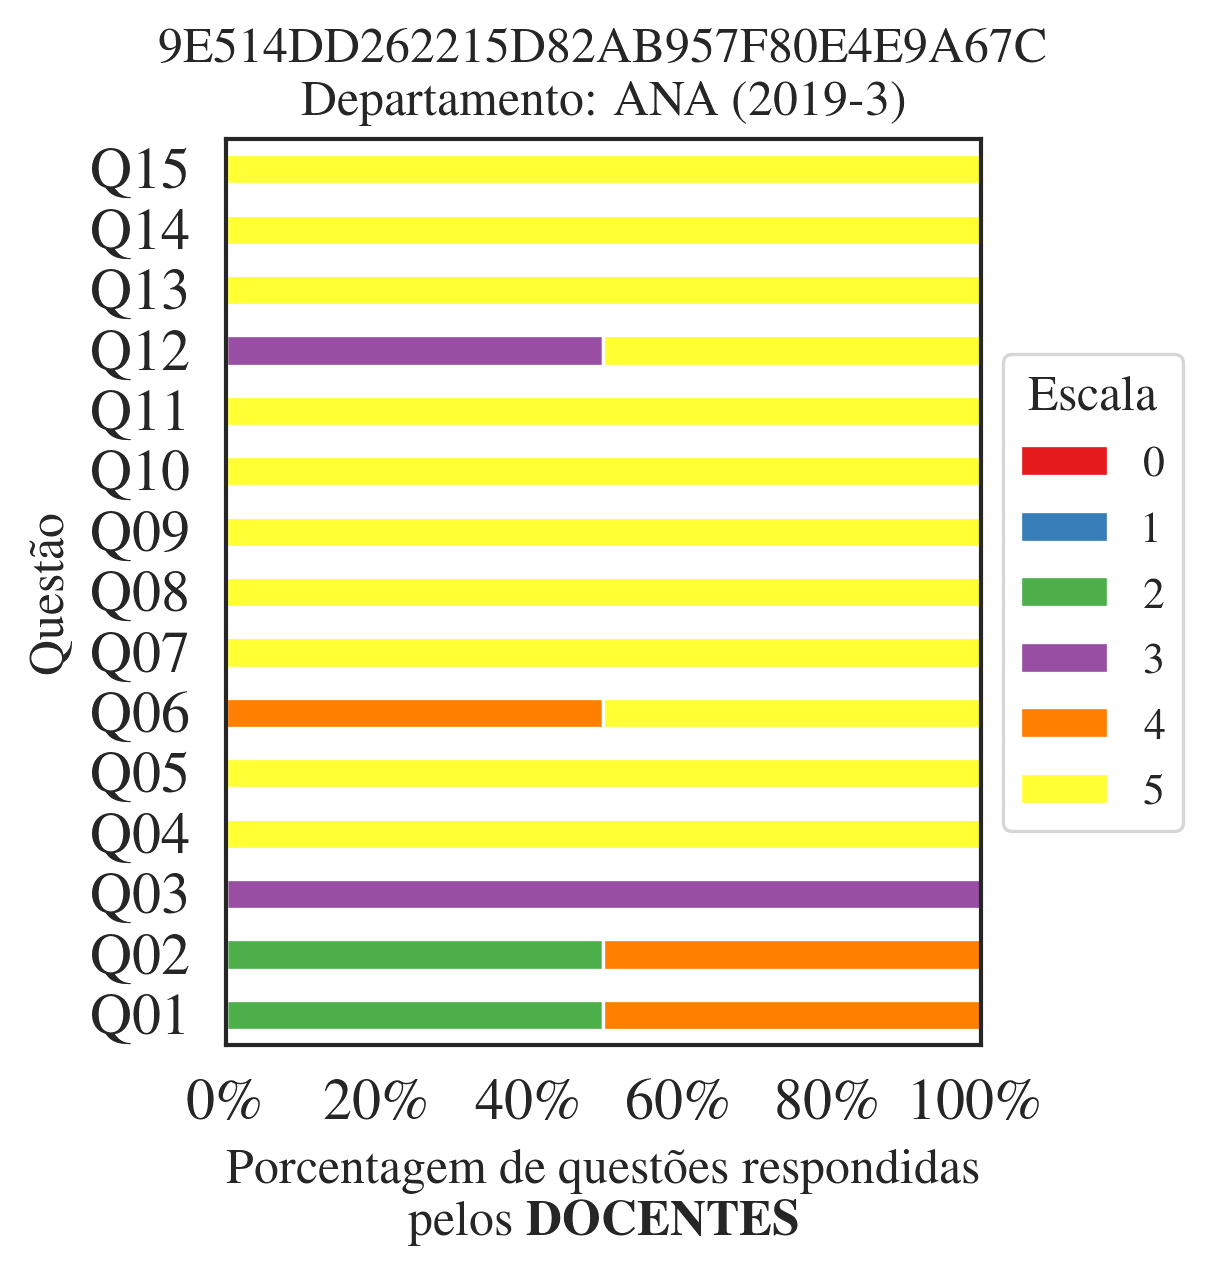 9E514DD262215D82AB957F80E4E9A67C
Departamento: ANA (2019-3)
Questão
Q15
Q14
Q13
Q12
Q11
Q10
Q09
Q08
Q07
Q06
Q05
Q04
Q03
Q02
Q01
0% 20% 40% 60% 80% 100%
Porcentagem de questões respondidas
pelos DOCENTES
Escala
0
1
2
3
4
5